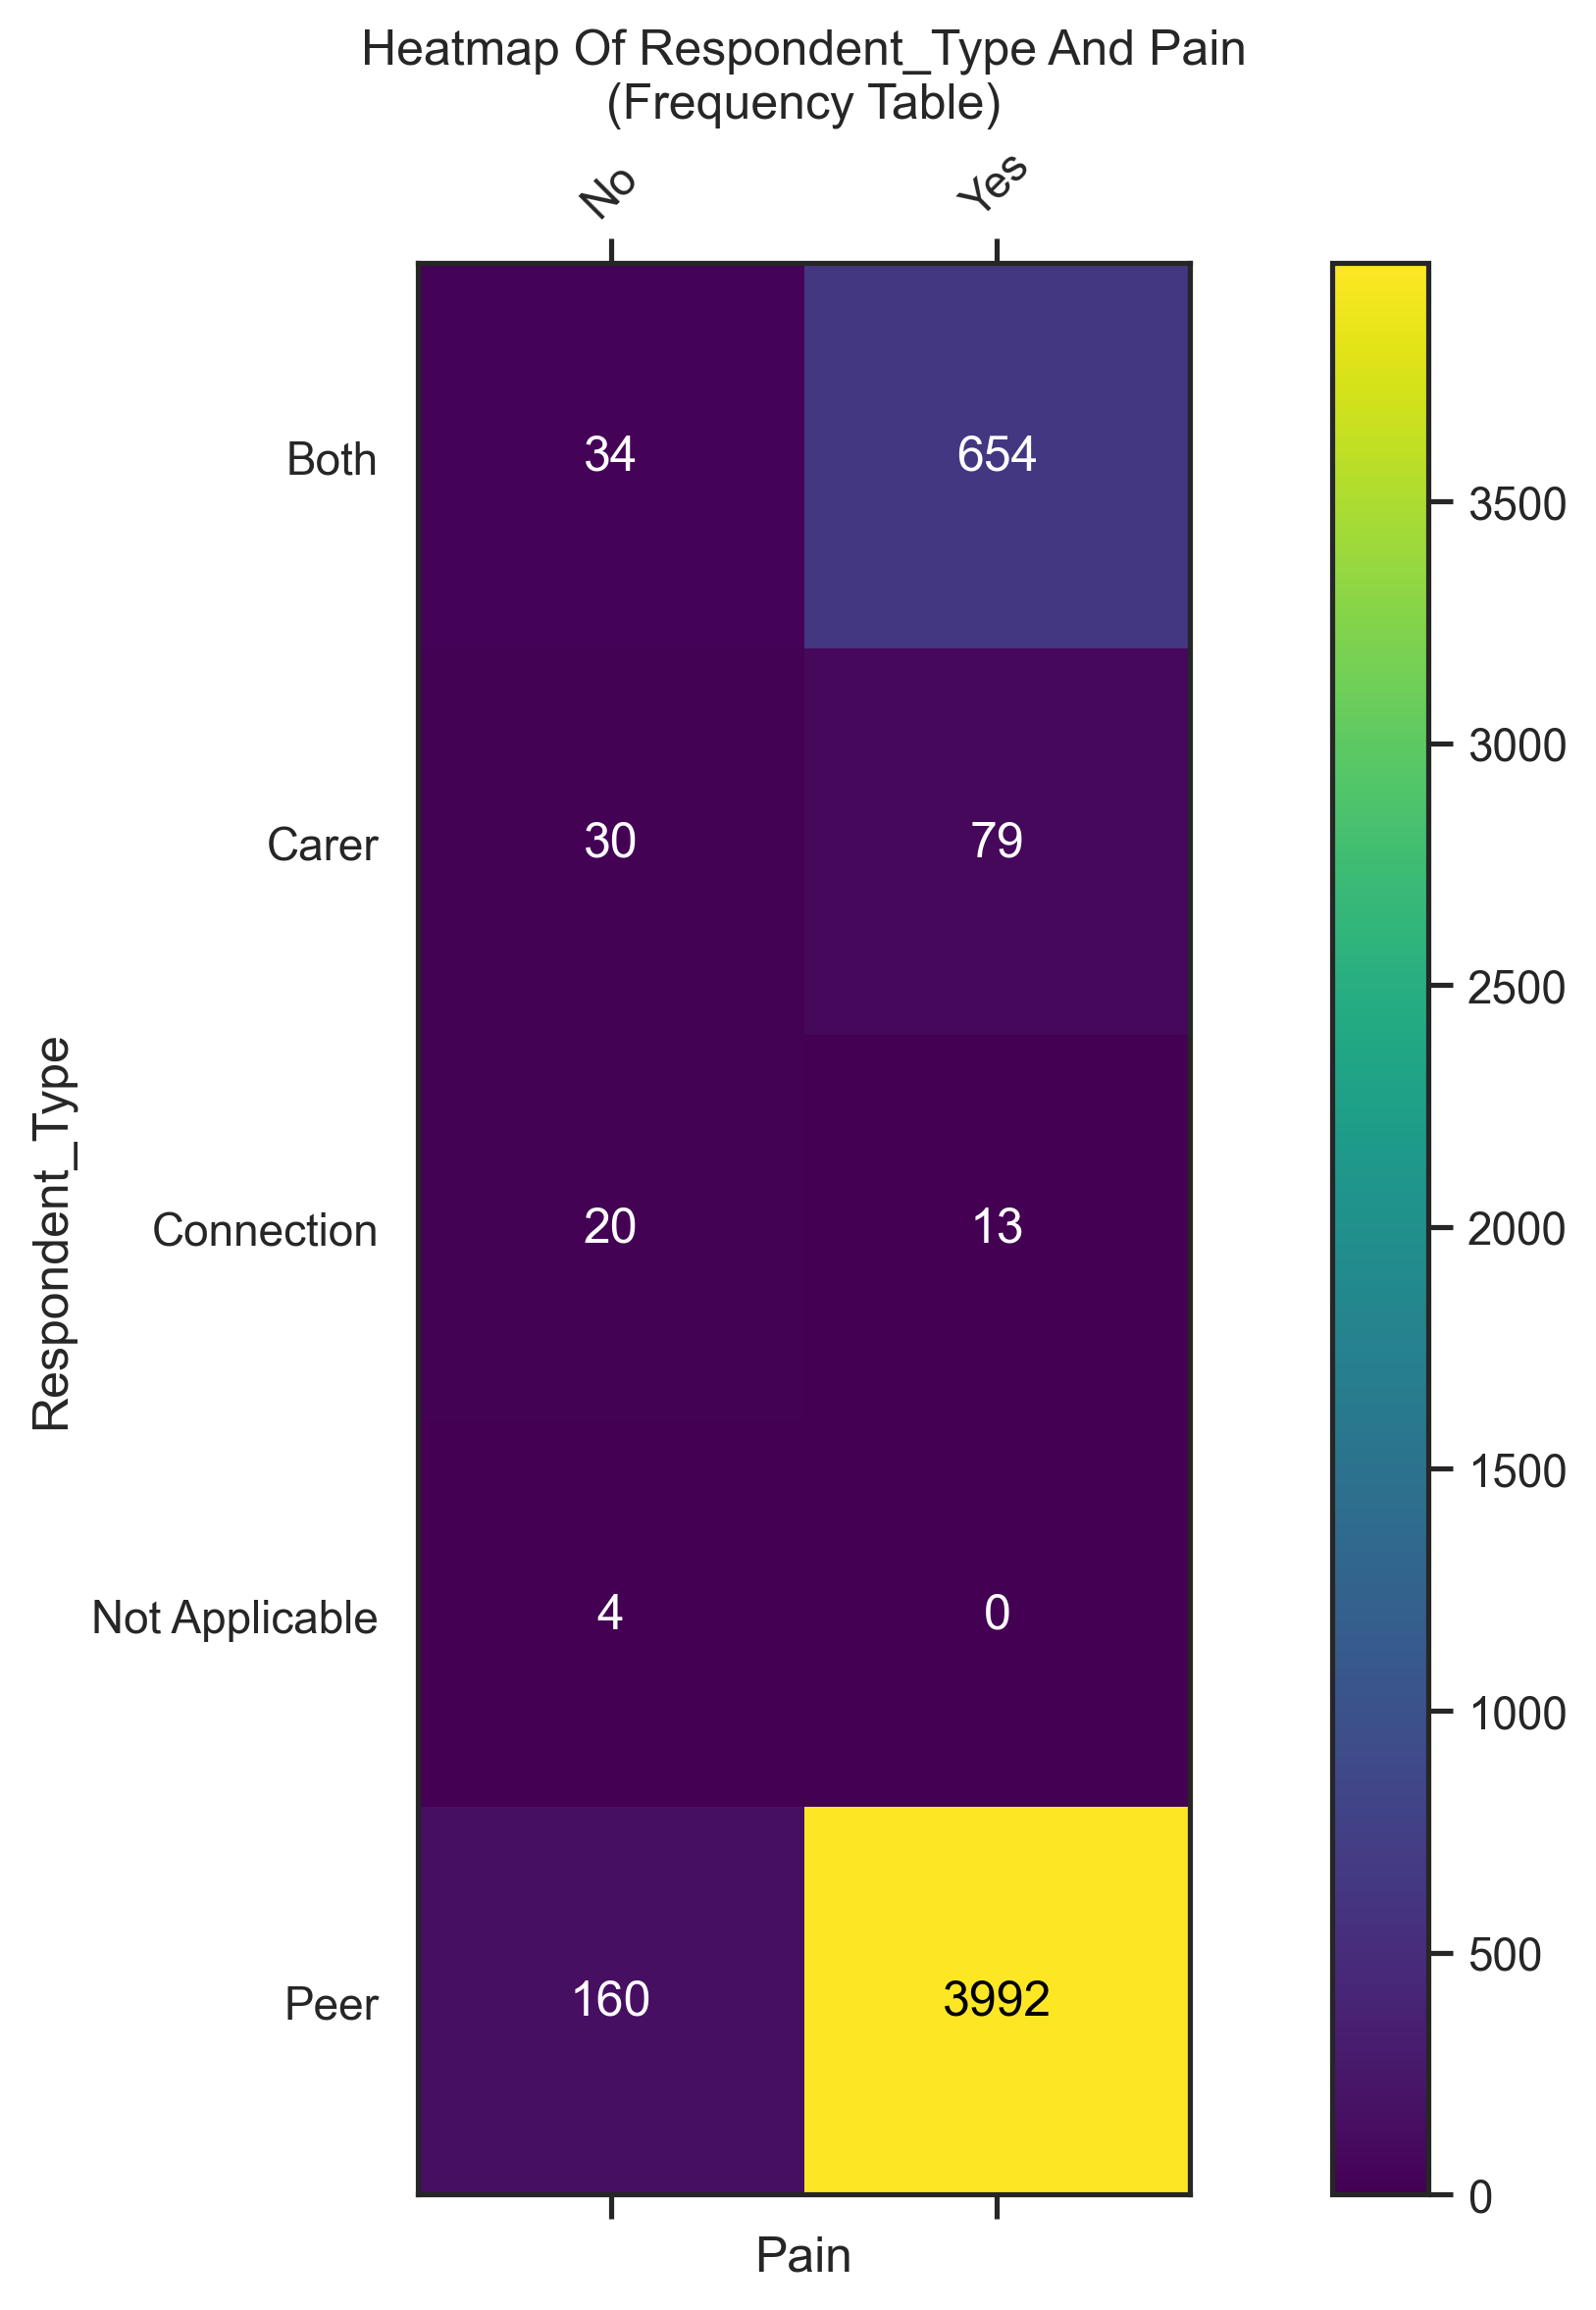 Heatmap Of Respondent_Type And Pain
(Frequency Table)
No Yes
Both 34 654
Carer 30 79
Connection 20 13
Not Applicable 4 0
Peer 160 3992
Respondent_Type
Pain
3500
3000
2500
2000
1500
1000
500
0